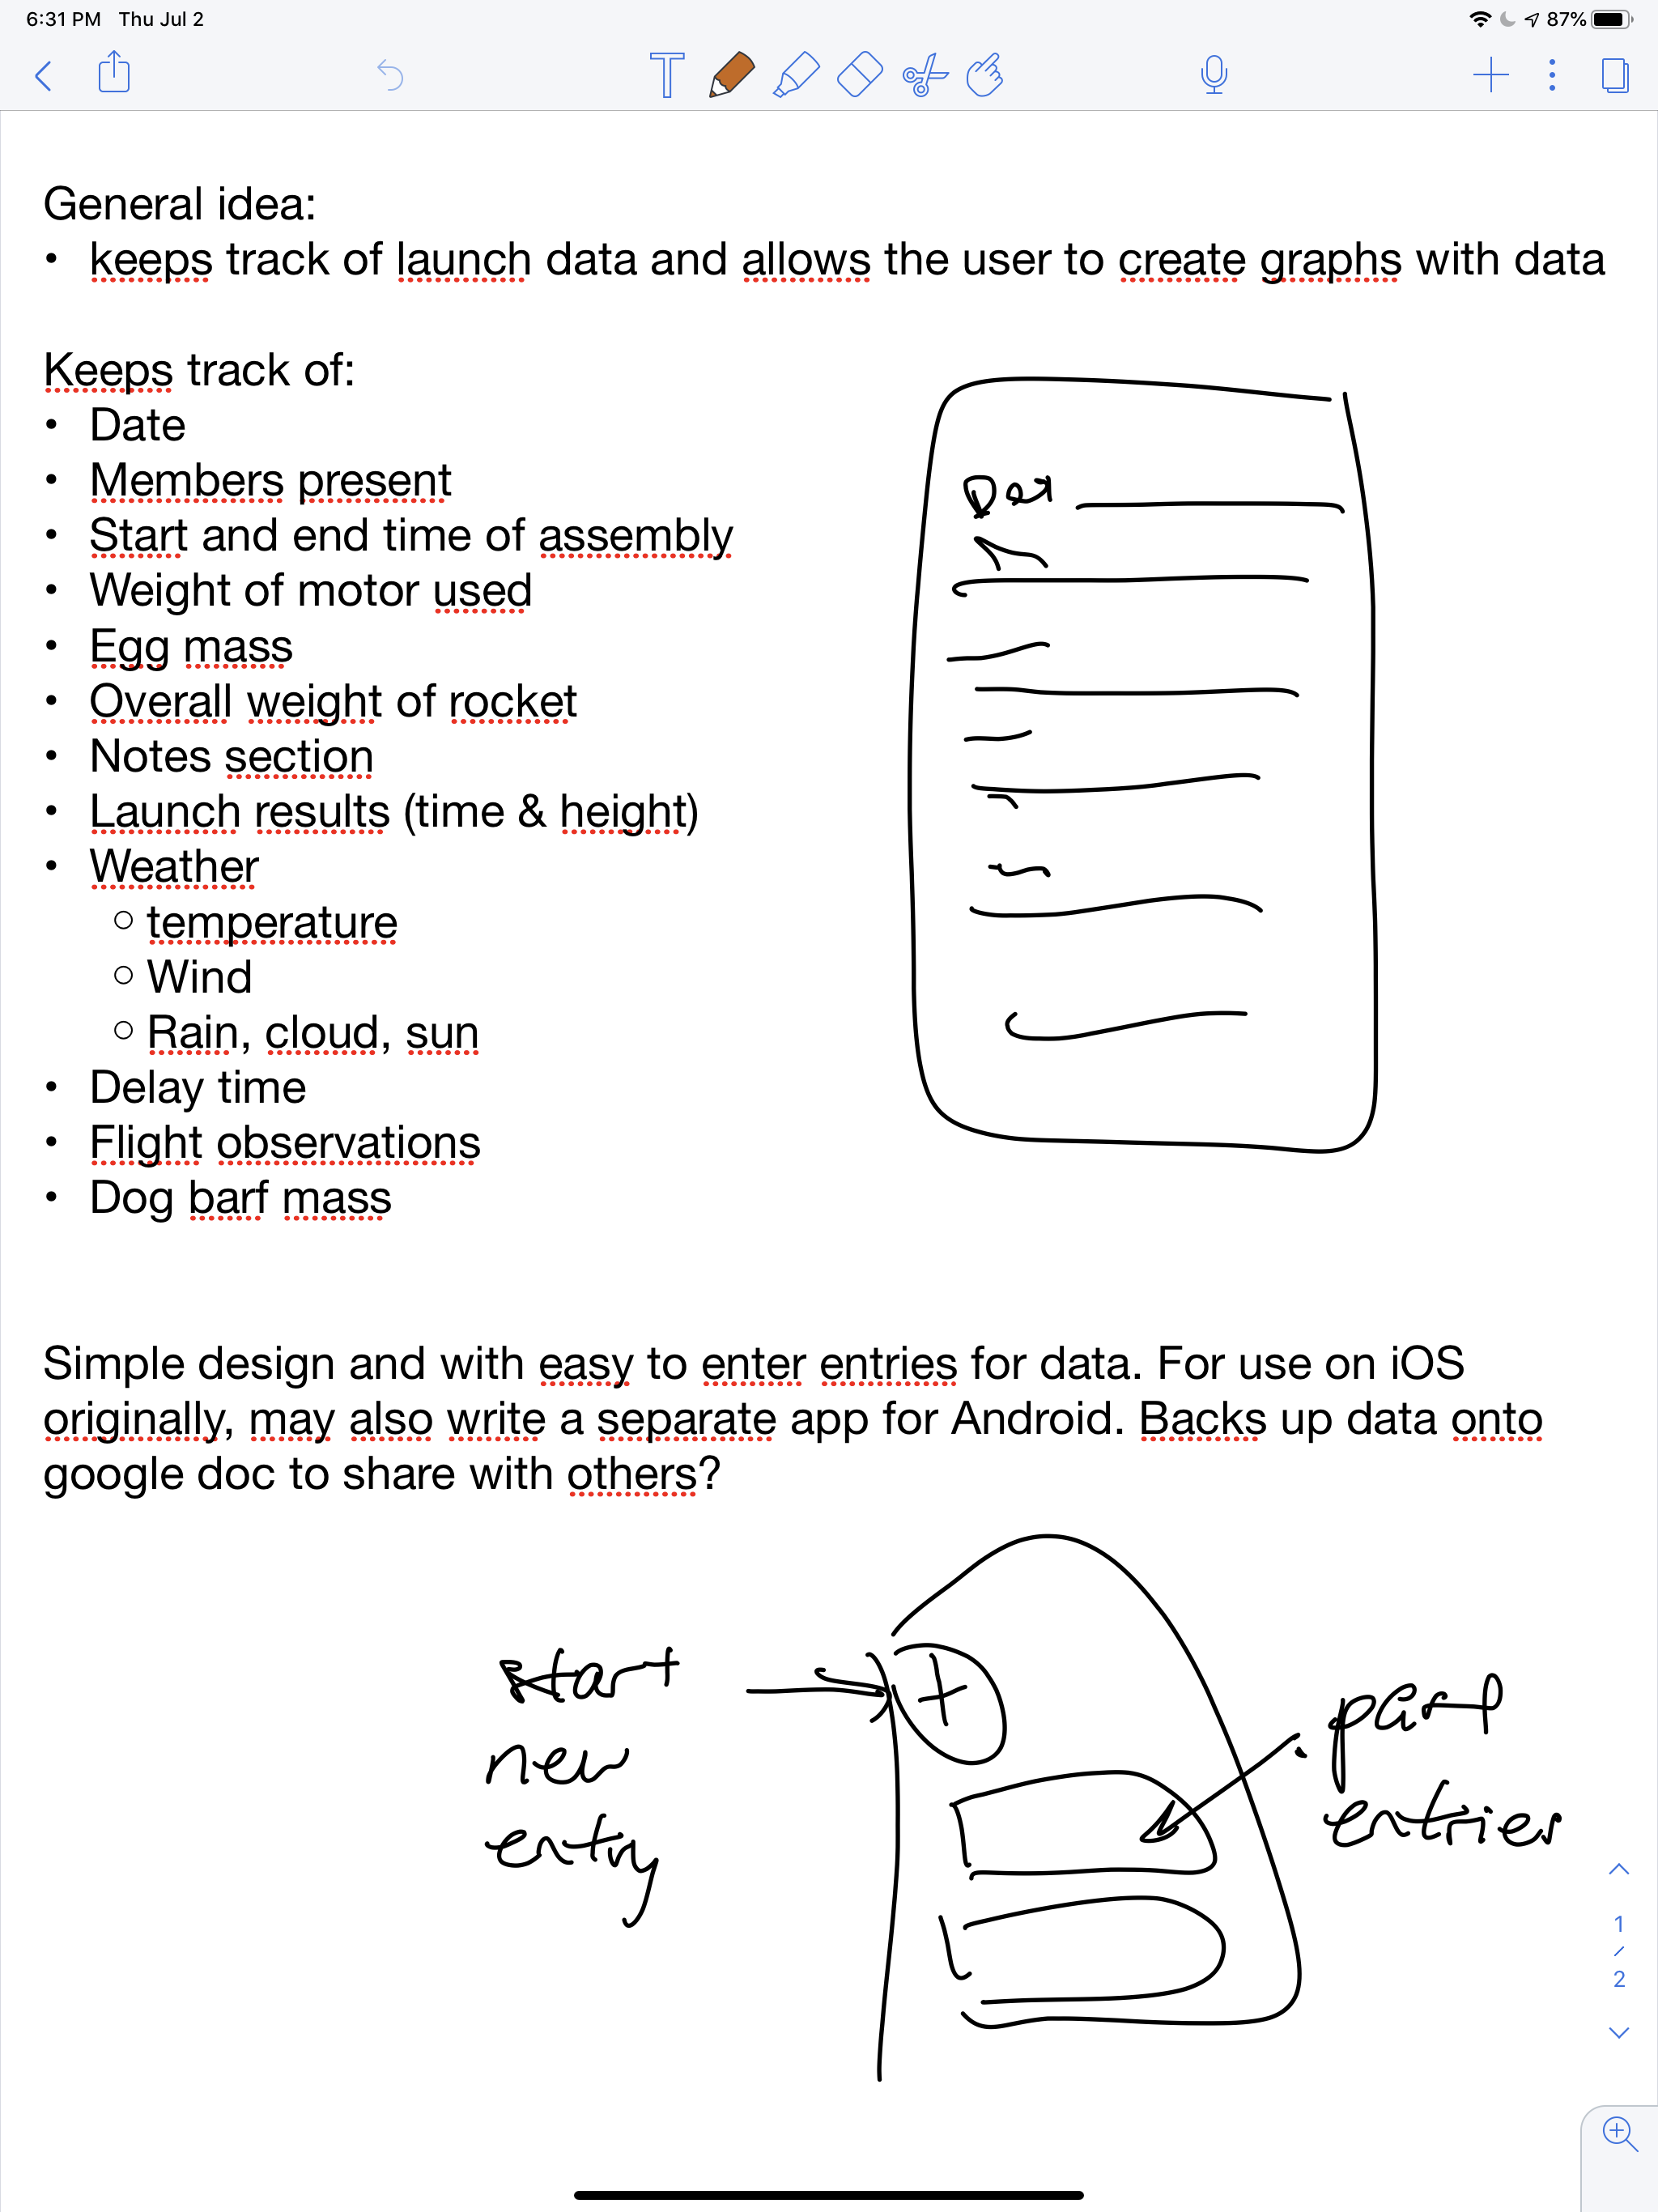 6:31 PM Thu Jul 2
87%
General idea:
• keeps track of launch data and allows the user to create graphs with data
Keeps track of:
• Date
• Members present
• Start and end time of assembly
• Weight of motor used
• Egg mass
• Overall weight of rocket
• Notes section
• Launch results (time & height)
• Weather
○ temperature
○ Wind
○ Rain, cloud, sun
• Delay time
• Flight observations
• Dog barf mass
Simple design and with easy to enter entries for data. For use on iOS
originally, may also write a separate app for Android. Backs up data onto
google doc to share with others?
start
new
entry
+
past
entries
1
/
2